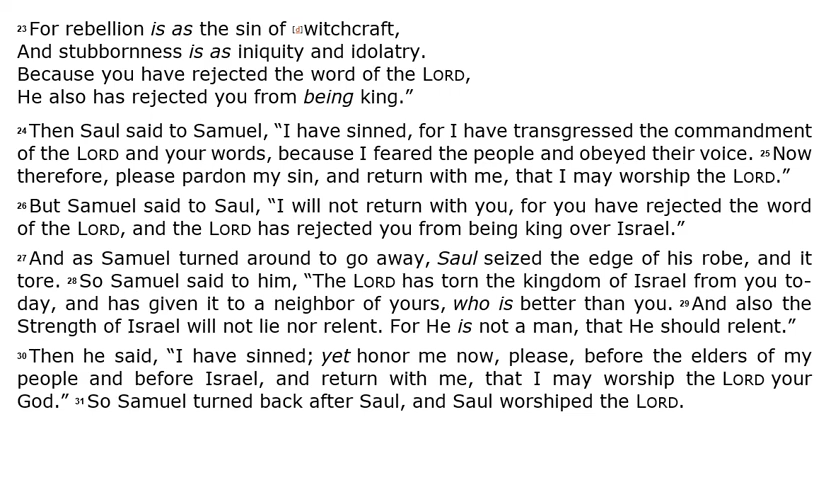 23 For rebellion is as the sin of [d]witchcraft,
And stubbornness is as iniquity and idolatry.
Because you have rejected the word of the LORD,
He also has rejected you from being king.”
24 Then Saul said to Samuel, “I have sinned, for I have transgressed the commandment
of the LORD and your words, because I feared the people and obeyed their voice. 25 Now
therefore, please pardon my sin, and return with me, that I may worship the LORD.”
26 But Samuel said to Saul, “I will not return with you, for you have rejected the word
of the LORD, and the LORD has rejected you from being king over Israel.”
27 And as Samuel turned around to go away, Saul seized the edge of his robe, and it
tore. 28 So Samuel said to him, “The LORD has torn the kingdom of Israel from you to-
day, and has given it to a neighbor of yours, who is better than you. 29 And also the
Strength of Israel will not lie nor relent. For He is not a man, that He should relent.”
30 Then he said, “I have sinned; yet honor me now, please, before the elders of my
people and before Israel, and return with me, that I may worship the LORD your
God.” 31 So Samuel turned back after Saul, and Saul worshiped the LORD.